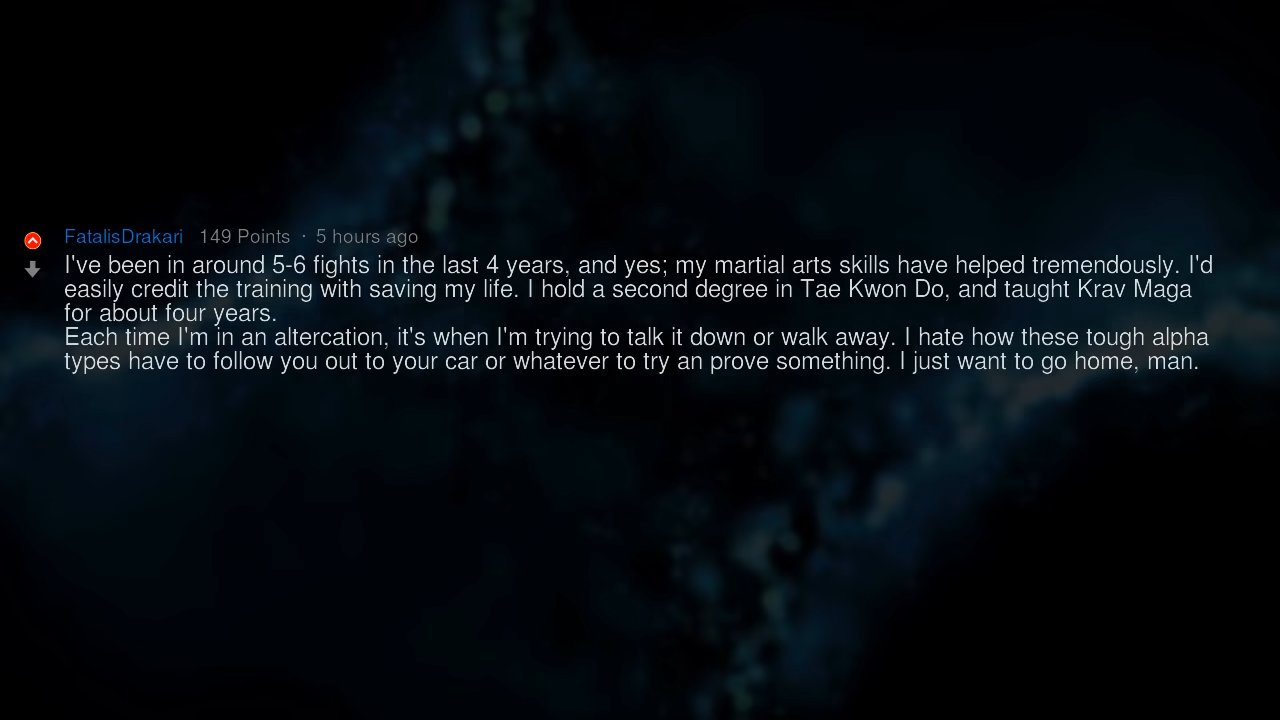 FatalisDrakari 149 Points · 5 hours ago
I've been in around 5-6 fights in the last 4 years, and yes; my martial arts skills have helped tremendously. I'd
easily credit the training with saving my life. I hold a second degree in Tae Kwon Do, and taught Krav Maga
for about four years.
Each time I'm in an altercation, it's when I'm trying to talk it down or walk away. I hate how these tough alpha
types have to follow you out to your car or whatever to try an prove something. I just want to go home, man.